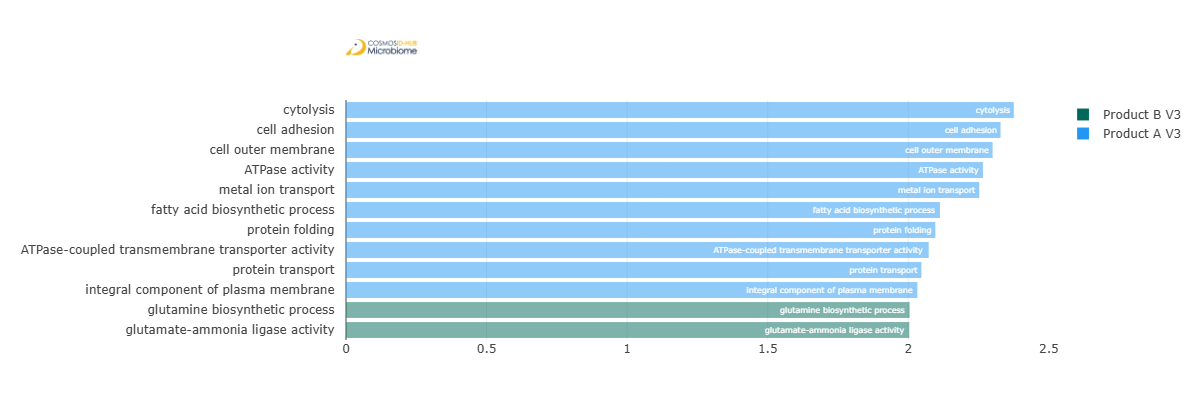 COSMOSID-HUB
Microbiome
cytolysis cytolysis
cell adhesion cell adhesion
cell outer membrane cell outer membrane
ATPase activity ATPase activity
metal ion transport metal ion transport
fatty acid biosynthetic process fatty acid biosynthetic process
protein folding protein folding
ATPase-coupled transmembrane transporter activity ATPase-coupled transmembrane transporter activity
protein transport protein transport
integral component of plasma membrane integral component of plasma membrane
glutamine biosynthetic process glutamine biosynthetic process
glutamate-ammonia ligase activity glutamate-ammonia ligase activity
0 0.5 1 1.5 2 2.5
Product B V3
Product A V3